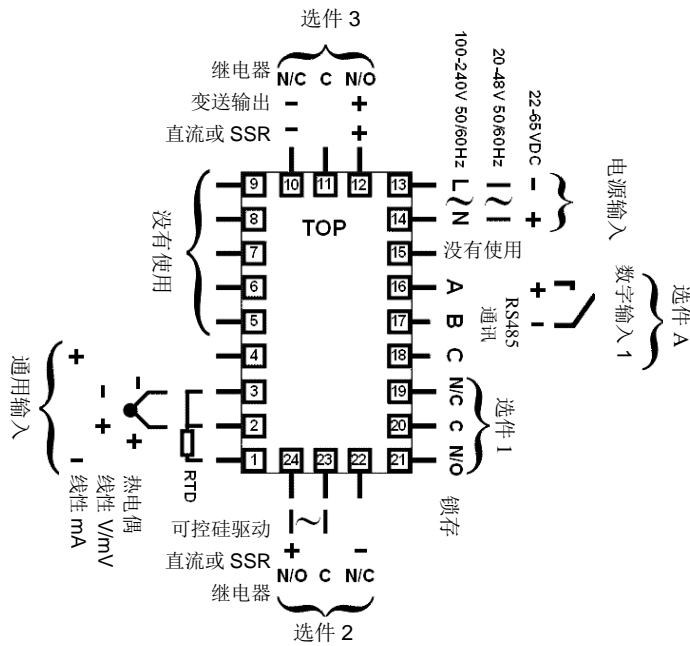 选件 3
继电器 N/C C N/O
变送输出 − +
直流或 SSR − +
100-240V 50/60Hz
20-48V 50/60Hz
22-65VDC
9 10 11 12 13 L − 电源输入
8 TOP 14 N +
没有使用
7 15 没有使用
6 16 A + 数字输入 1
5 17 B − RS485 通讯
选件 A
4 18 C
+
3 19 N/C
− −
2 20 C 选件 1
+ +
1 24 23 22 21 N/O
−
通用输入
RTD
热电偶
线性 V/mV
线性 mA
锁存
可控硅驱动
直流或 SSR + −
继电器 N/O C N/C
选件 2